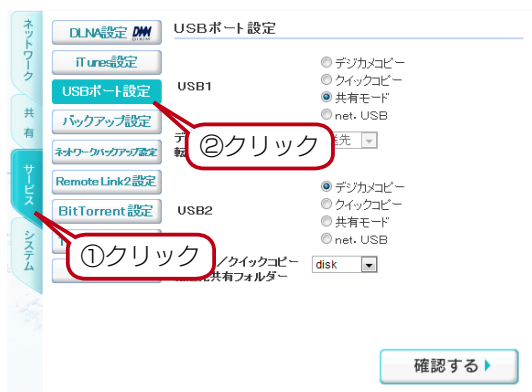 ネットワーク
共有
サービス
システム
DLNA設定
iTunes設定
USBポート設定
バックアップ設定
ネットワークバックアップ設定
Remote Link2設定
BitTorrent設定
USBポート設定
USB1
デジカメコピー
クイックコピー
共有モード
net.USB
②クリック
USB2
デジカメコピー
クイックコピー
共有モード
net.USB
①クリック
／クイックコピー
共有フォルダー
disk
確認する